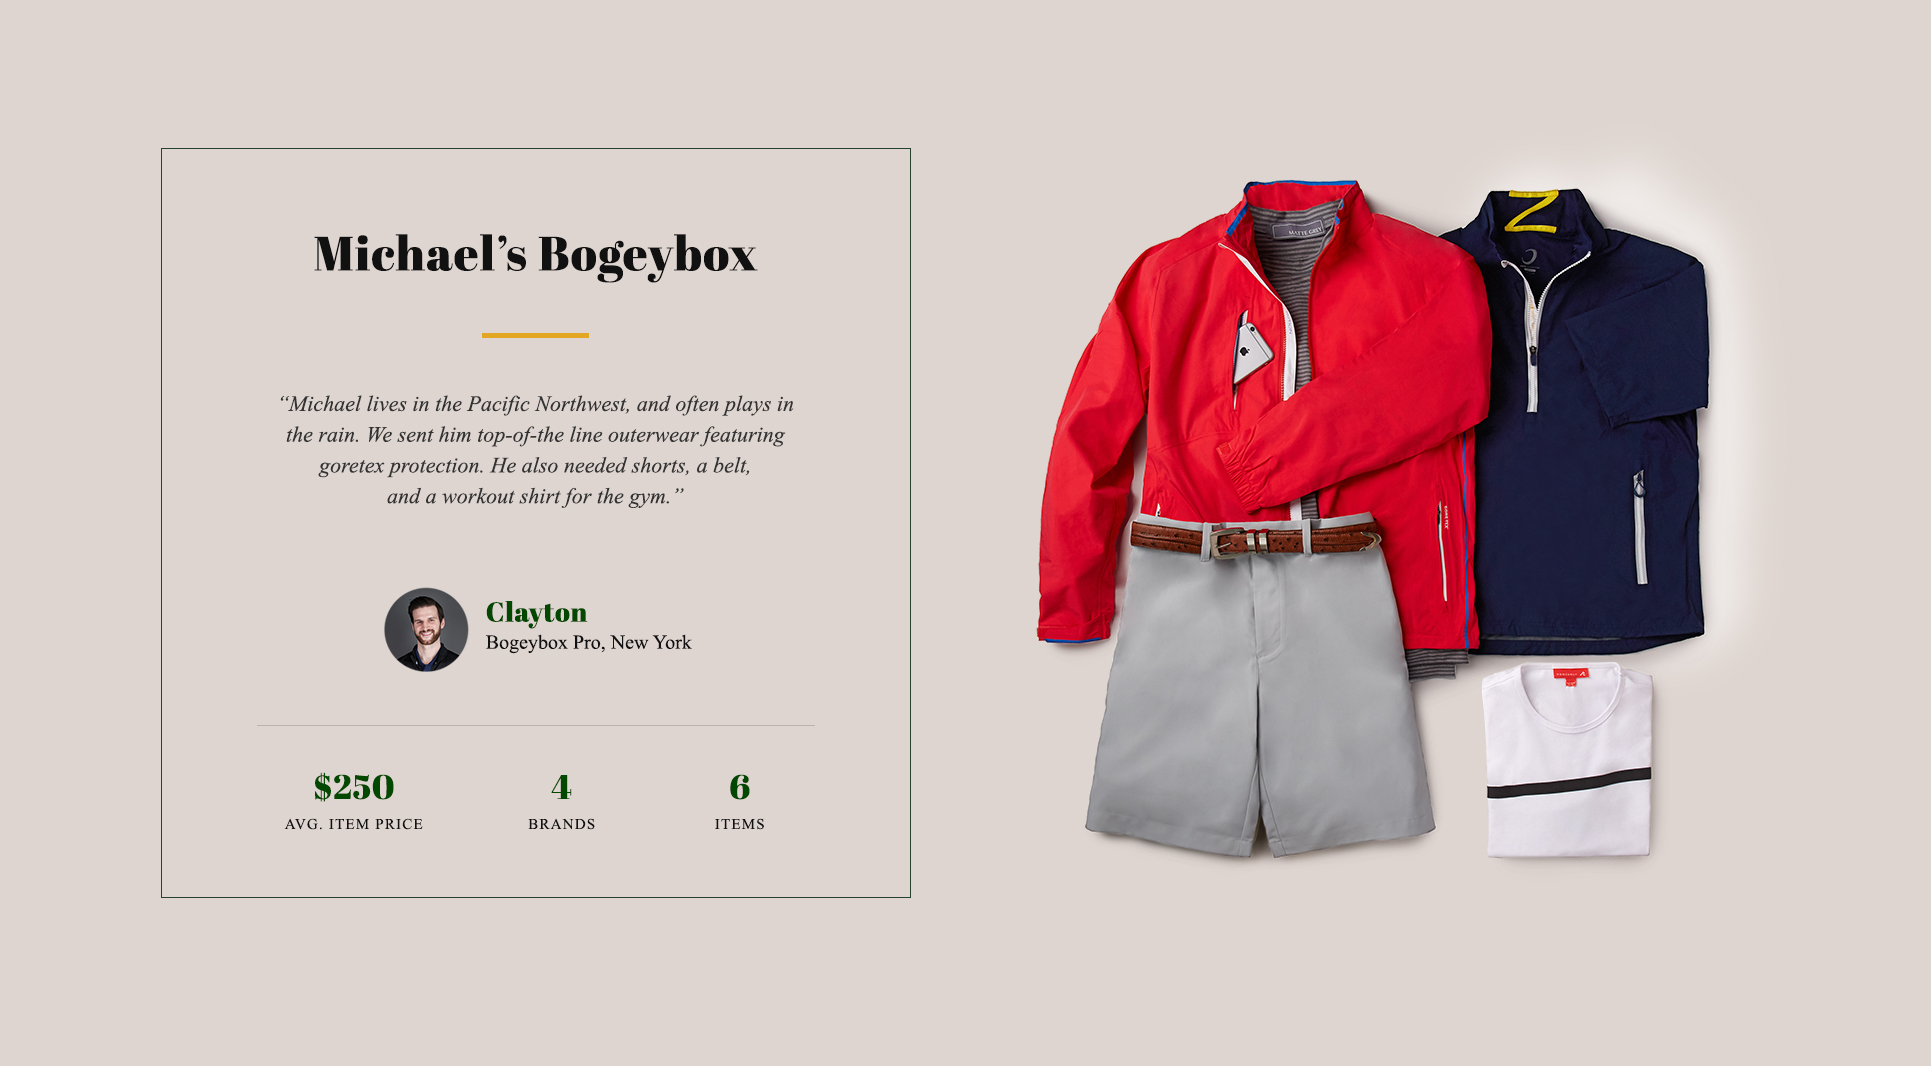 Michael’s Bogeybox
“Michael lives in the Pacific Northwest, and often plays in
the rain. We sent him top-of-the line outerwear featuring
goretex protection. He also needed shorts, a belt,
and a workout shirt for the gym.”
Clayton
Bogeybox Pro, New York
$250
AVG. ITEM PRICE
4
BRANDS
6
ITEMS
MATTE GREY